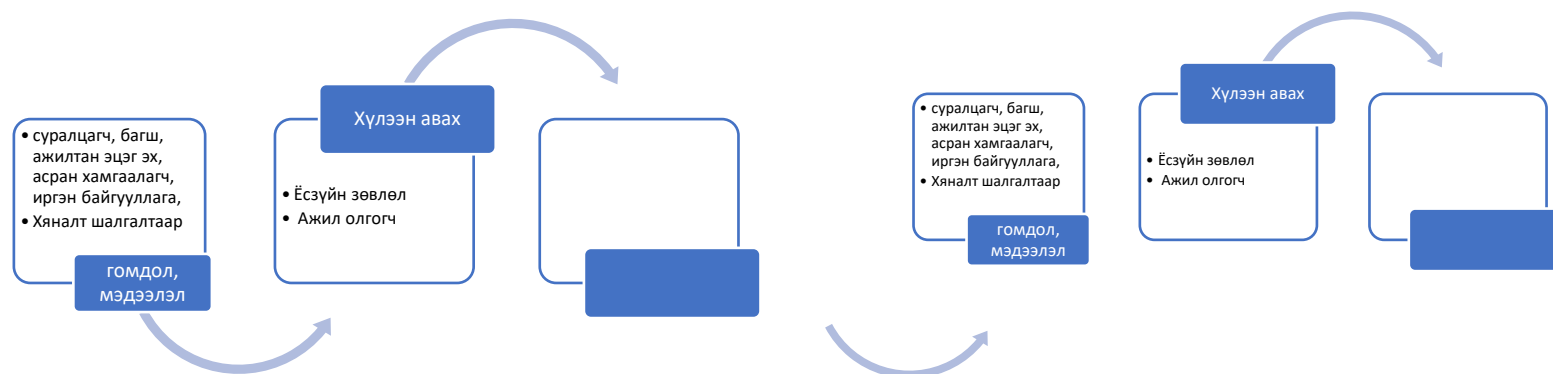 • суралцагч, багш,
ажилтан эцэг эх,
асран хамгаалагч,
иргэн байгууллага,
• Хяналт шалгалтаар
гомдол,
мэдээлэл
Хүлээн авах
• Ёсзүйн зөвлөл
• Ажил олгогч
• суралцагч, багш,
ажилтан эцэг эх,
асран хамгаалагч,
иргэн байгууллага,
• Хяналт шалгалтаар
гомдол,
мэдээлэл
Хүлээн авах
• Ёсзүйн зөвлөл
• Ажил олгогч